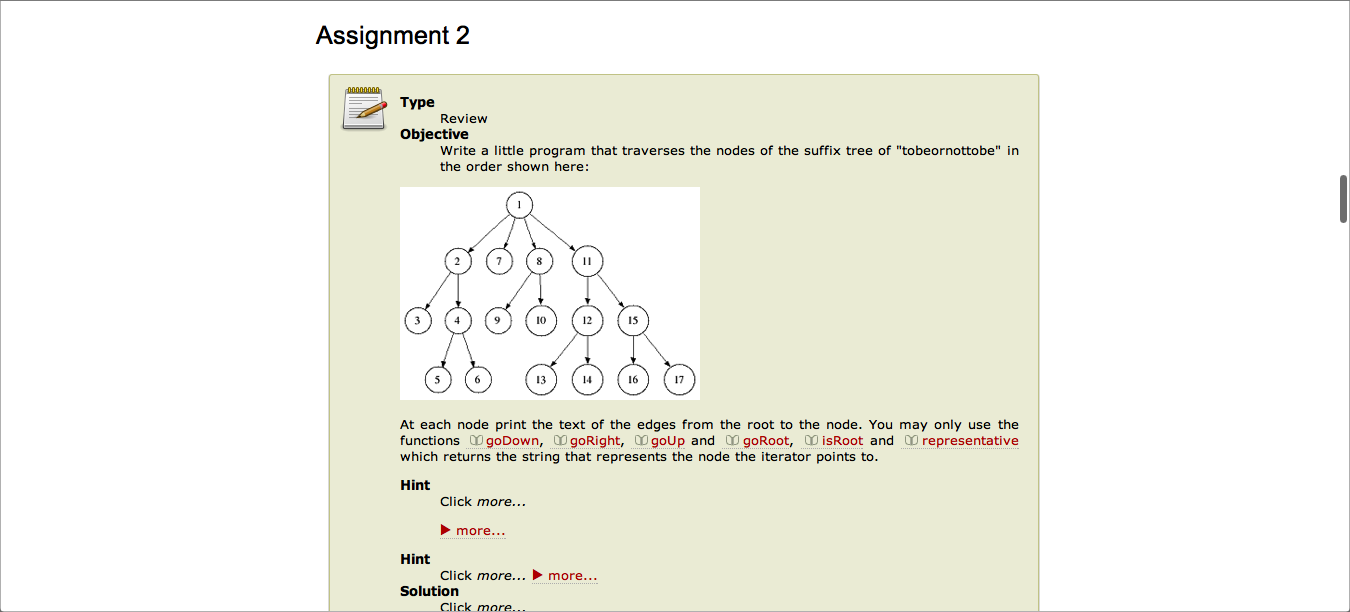 Assignment 2
Type
Review
Objective
Write a little program that traverses the nodes of the suffix tree of "tobeornottobe" in
the order shown here:
1
2 7 8 11
3 4 9 10 12 15
5 6 13 14 16 17
At each node print the text of the edges from the root to the node. You may only use the
functions goDown, goRight, goUp and goRoot, isRoot and representative
which returns the string that represents the node the iterator points to.
Hint
Click more...
more...
Hint
Click more... more...
Solution
Click more...